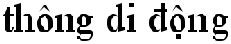 thông di động